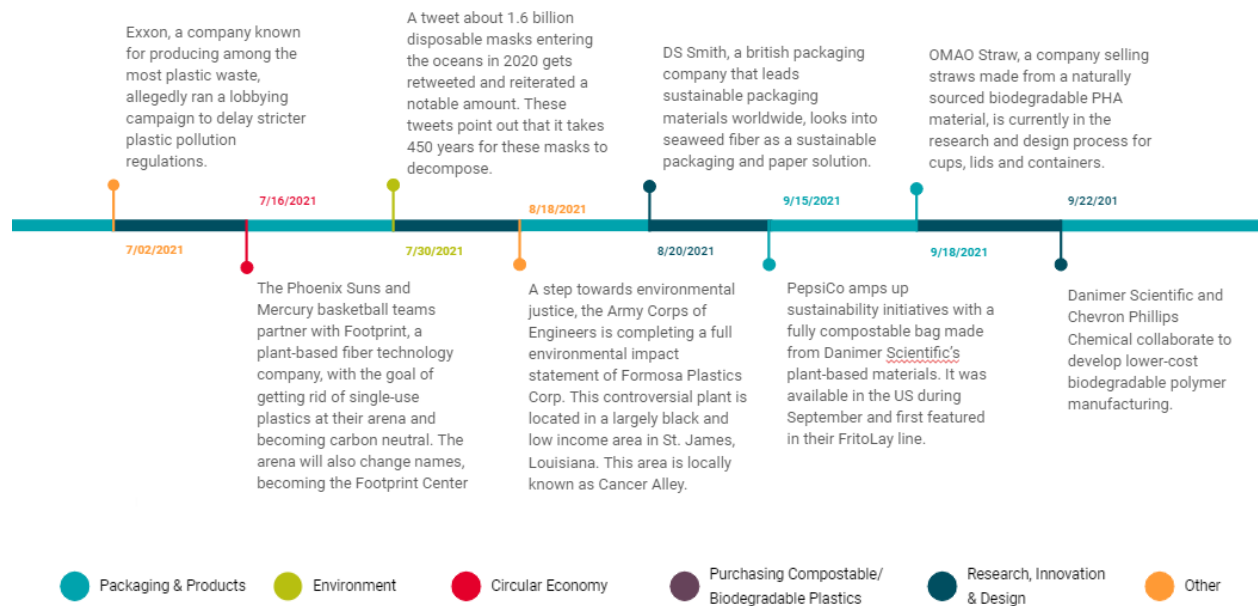 Exxon, a company known
for producing among the
most plastic waste,
allegedly ran a lobbying
campaign to delay stricter
plastic pollution
regulations.
7/02/2021
7/16/2021
The Phoenix Suns and
Mercury basketball teams
partner with Footprint, a
plant-based fiber technology
company, with the goal of
getting rid of single-use
plastics at their arena and
becoming carbon neutral. The
arena will also change names,
becoming the Footprint Center
A tweet about 1.6 billion
disposable masks entering
the oceans in 2020 gets
retweeted and reiterated a
notable amount. These
tweets point out that it takes
450 years for these masks to
decompose.
7/30/2021
8/18/2021
A step towards environmental
justice, the Army Corps of
Engineers is completing a full
environmental impact
statement of Formosa Plastics
Corp. This controversial plant is
located in a largely black and
low income area in St. James,
Louisiana. This area is locally
known as Cancer Alley.
DS Smith, a british packaging
company that leads
sustainable packaging
materials worldwide, looks into
seaweed fiber as a sustainable
packaging and paper solution.
8/20/2021
9/15/2021
PepsiCo amps up
sustainability initiatives with a
fully compostable bag made
from Danimer Scientific's
plant-based materials. It was
available in the US during
September and first featured
in their FritoLay line.
OMAO Straw, a company selling
straws made from a naturally
sourced biodegradable PHA
material, is currently in the
research and design process for
cups, lids and containers.
9/18/2021
9/22/201
Danimer Scientific and
Chevron Phillips
Chemical collaborate to
develop lower-cost
biodegradable polymer
manufacturing.
Packaging & Products
Environment
Circular Economy
Purchasing Compostable/
Biodegradable Plastics
Research, Innovation
& Design
Other